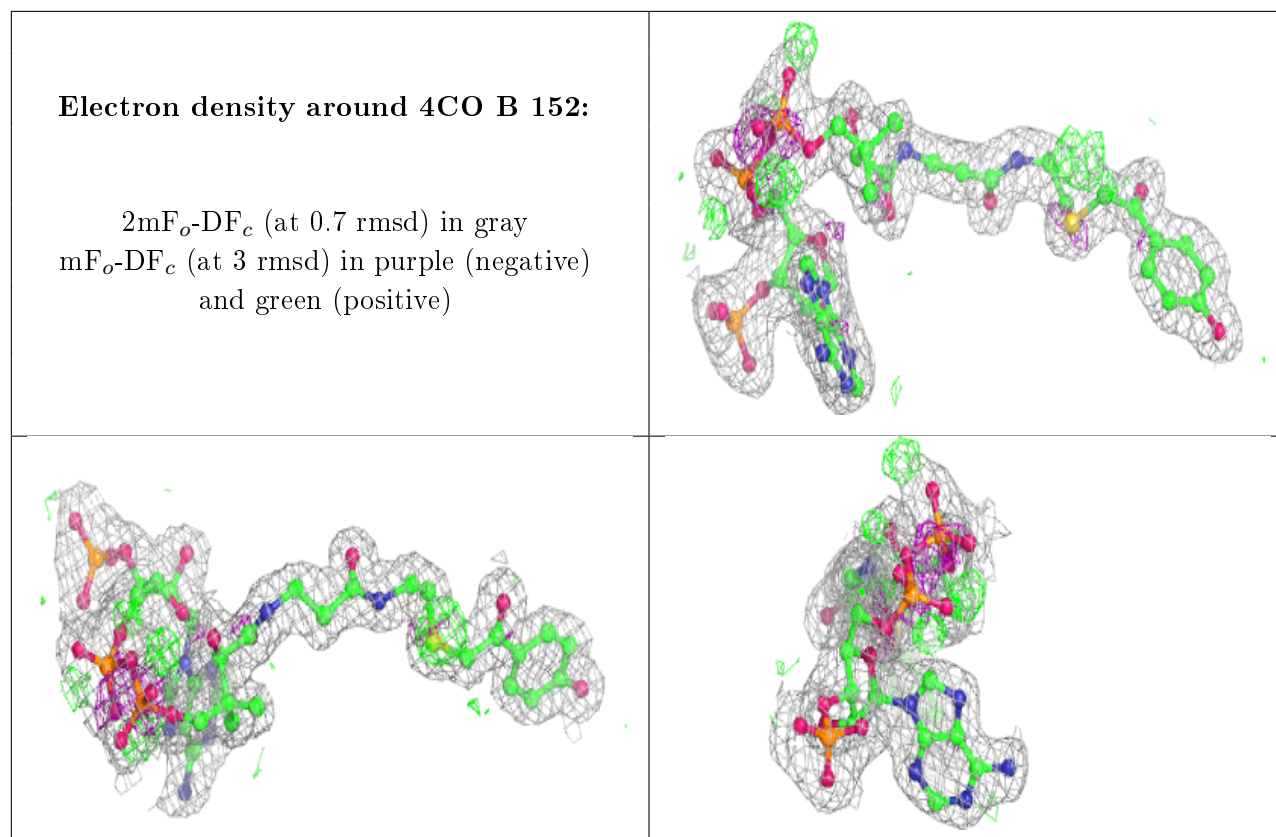 Electron density around 4CO B 152:
2mFₒ-DF𝒸 (at 0.7 rmsd) in gray
mFₒ-DF𝒸 (at 3 rmsd) in purple (negative)
and green (positive)